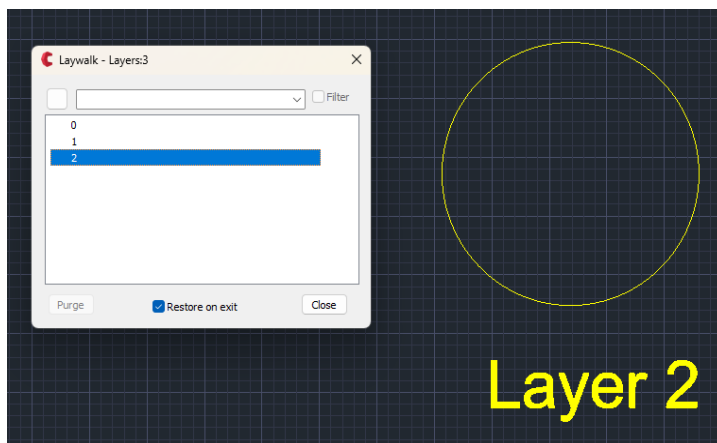 Laywalk - Layers:3
Filter
0
1
2
Purge
Restore on exit
Close
Layer 2